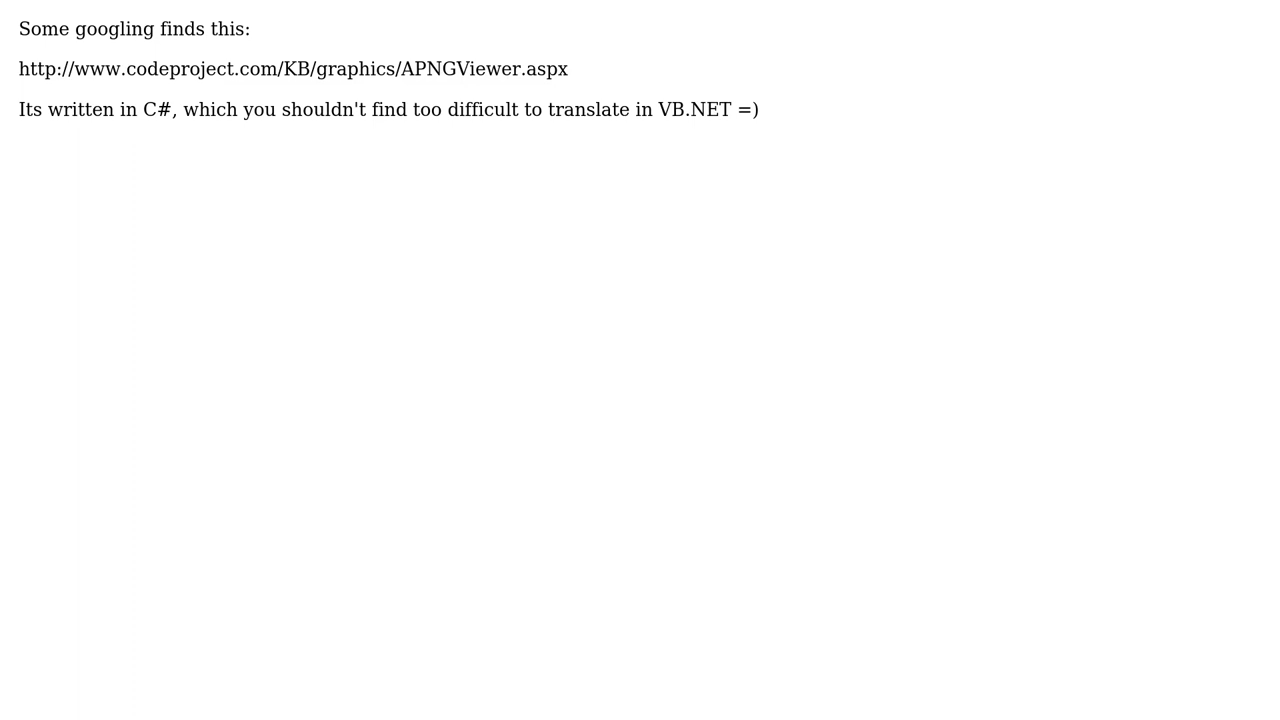 Some googling finds this:
http://www.codeproject.com/KB/graphics/APNGViewer.aspx
Its written in C#, which you shouldn't find too difficult to translate in VB.NET =)